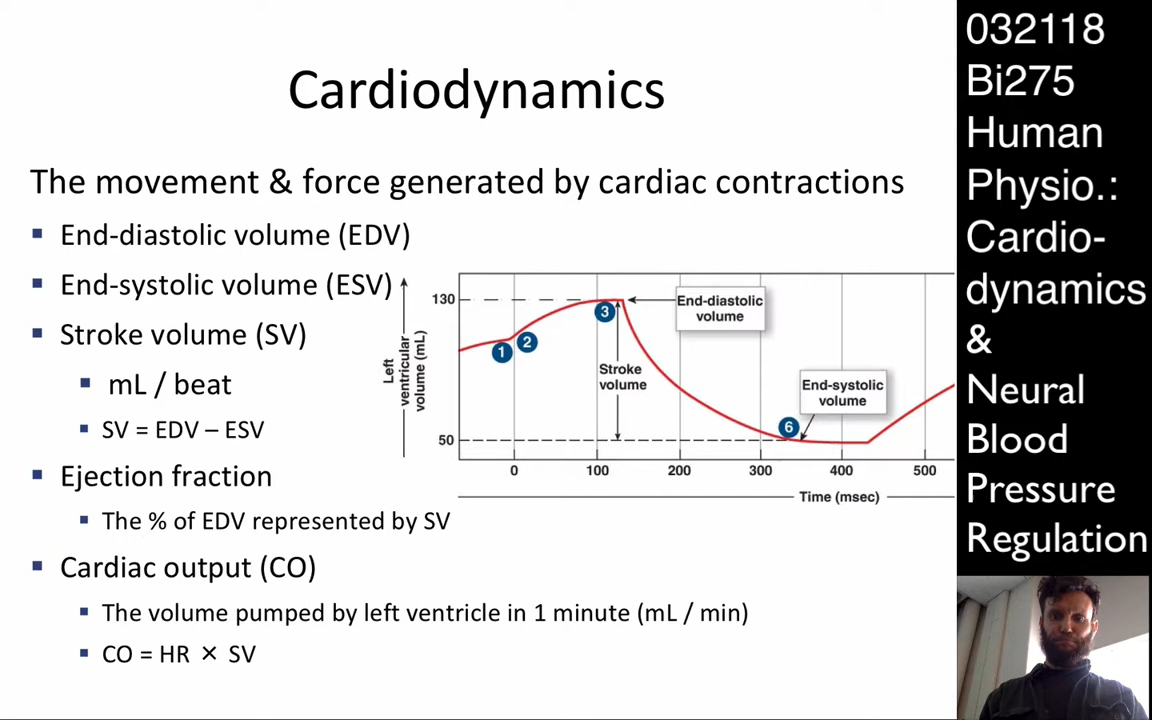 Cardiodynamics
The movement & force generated by cardiac contractions
▪ End-diastolic volume (EDV)
▪ End-systolic volume (ESV)
▪ Stroke volume (SV)
▪ mL / beat
▪ SV = EDV – ESV
▪ Ejection fraction
▪ The % of EDV represented by SV
▪ Cardiac output (CO)
▪ The volume pumped by left ventricle in 1 minute (mL / min)
▪ CO = HR × SV
Left
ventricular
volume (mL)
130
50
1
2
3
End-diastolic
volume
Stroke
volume
End-systolic
volume
6
0
100
200
300
400
500
Time (msec)
032118
Bi275
Human
Physio.:
Cardio-
dynamics
&
Neural
Blood
Pressure
Regulation